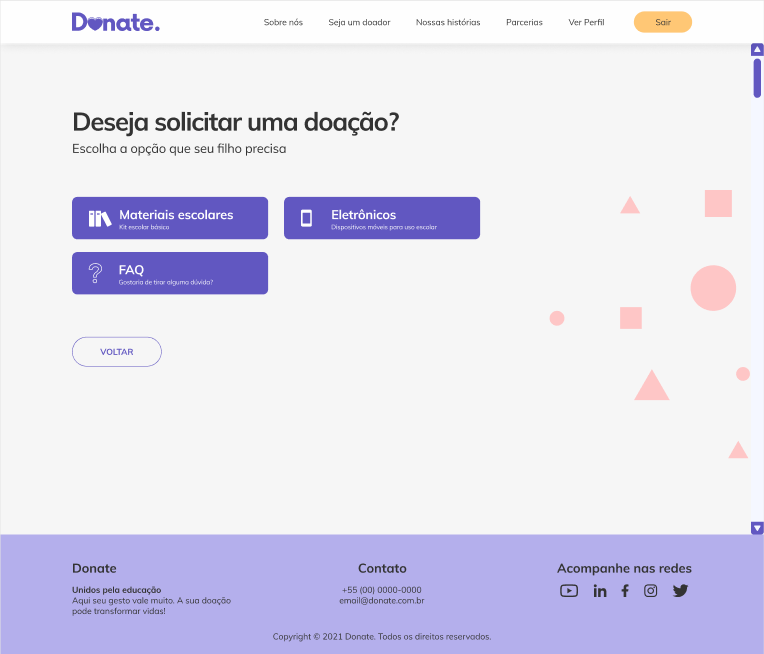 Donate.
Sobre nós
Seja um doador
Nossas histórias
Parcerias
Ver Perfil
Sair
Deseja solicitar uma doação?
Escolha a opção que seu filho precisa
Materiais escolares
Kit escolar básico
Eletrônicos
Dispositivos móveis para uso escolar
FAQ
Gostaria de tirar alguma dúvida?
VOLTAR
Donate
Unidos pela educação
Aqui seu gesto vale muito. A sua doação
pode transformar vidas!
Contato
+55 (00) 0000-0000
email@donate.com.br
Acompanhe nas redes
Copyright © 2021 Donate. Todos os direitos reservados.